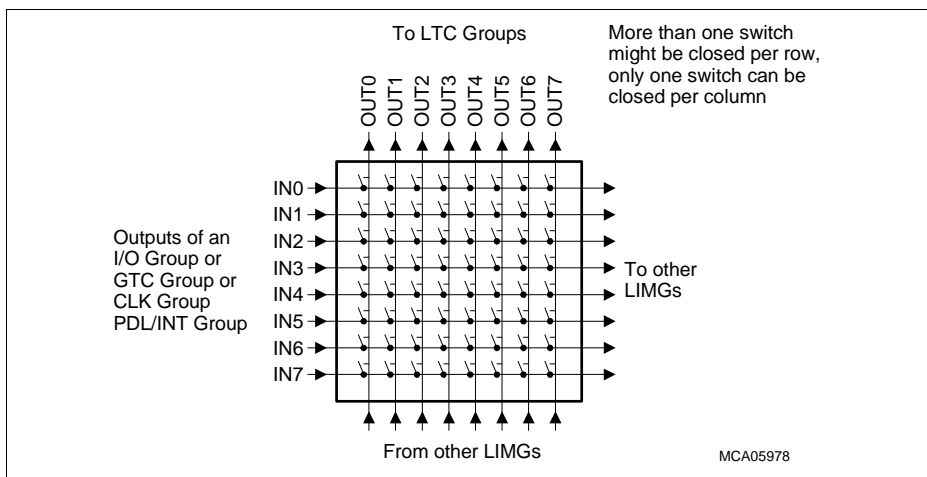 To LTC Groups
More than one switch
might be closed per row,
only one switch can be
closed per column
OUT0
OUT1
OUT2
OUT3
OUT4
OUT5
OUT6
OUT7
IN0
IN1
IN2
IN3
IN4
IN5
IN6
IN7
Outputs of an
I/O Group or
GTC Group or
CLK Group
PDL/INT Group
To other
LIMGs
From other LIMGs
MCA05978